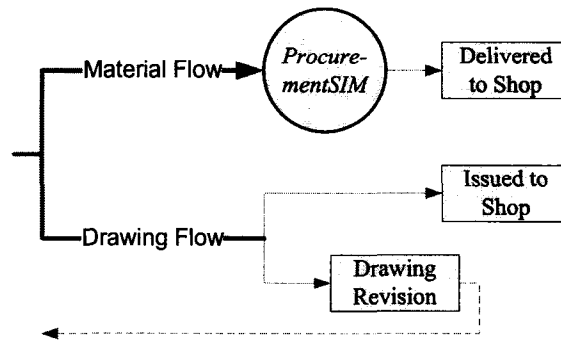 Material Flow
Procure-
mentSIM
Delivered
to Shop
Issued to
Shop
Drawing Flow
Drawing
Revision